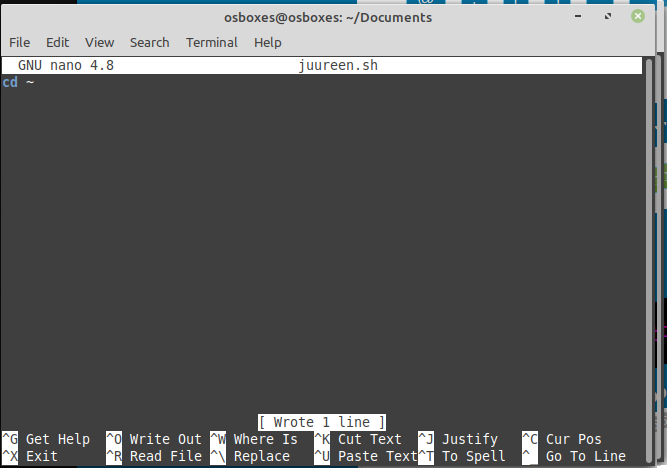 osboxes@osboxes: ~/Documents
File Edit View Search Terminal Help
GNU nano 4.8 juureen.sh
cd ~
[ Wrote 1 line ]
^G Get Help ^O Write Out ^W Where Is ^K Cut Text ^J Justify ^C Cur Pos
^X Exit ^R Read File ^\ Replace ^U Paste Text ^T To Spell ^_ Go To Line